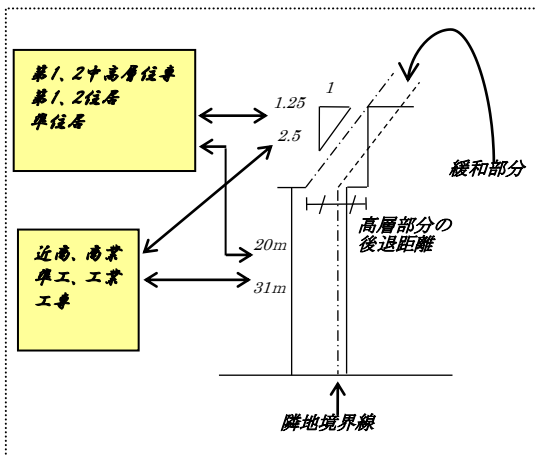 第1、2中高層住専
第1、2住居
準住居
1
1.25
2.5
緩和部分
高層部分の
後退距離
近商、商業
準工、工業
工専
20m
31m
隣地境界線